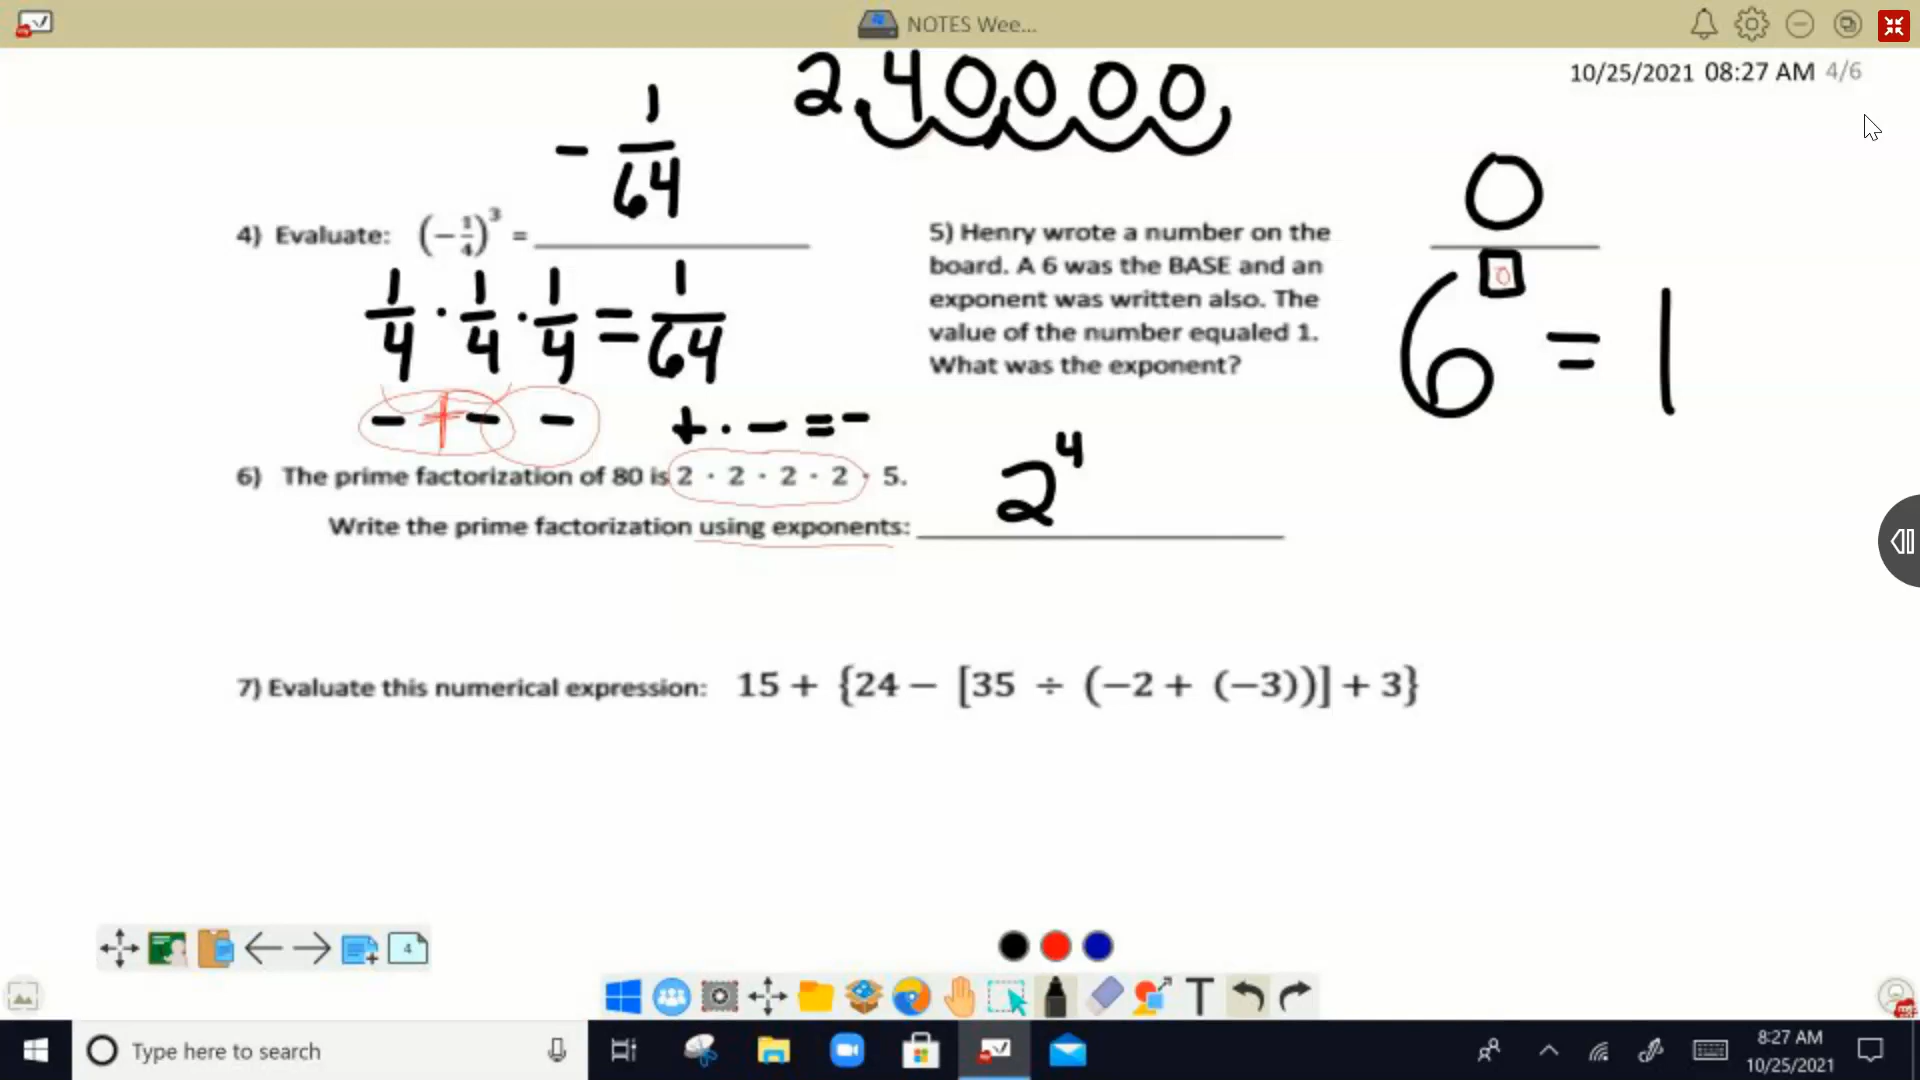 NOTES Wee...
10/25/2021 08:27 AM 4/6
2.40,000
- 1/64
4) Evaluate: (-1/4)^3 = ____________
1/4 · 1/4 · 1/4 = 1/64
- + - -
+ · - = -
5) Henry wrote a number on the
board. A 6 was the BASE and an
exponent was written also. The
value of the number equaled 1.
What was the exponent?
0
6^0 = 1
6) The prime factorization of 80 is 2 · 2 · 2 · 2 · 5.
Write the prime factorization using exponents: 2^4
7) Evaluate this numerical expression: 15 + {24 − [35 ÷ (−2 + (−3))] + 3}
4
T
Type here to search
8:27 AM
10/25/2021